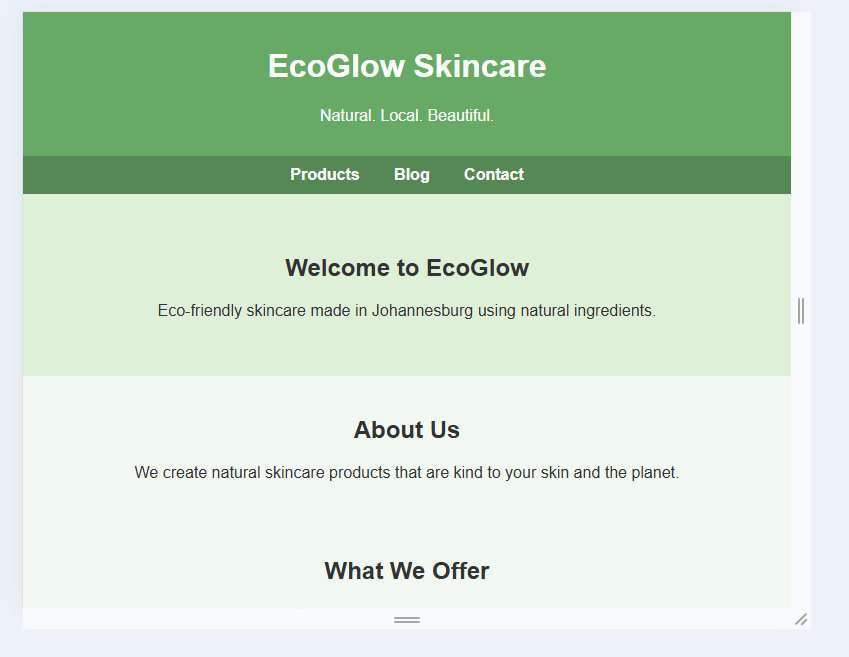 EcoGlow Skincare
Natural. Local. Beautiful.
Products Blog Contact
Welcome to EcoGlow
Eco-friendly skincare made in Johannesburg using natural ingredients.
About Us
We create natural skincare products that are kind to your skin and the planet.
What We Offer